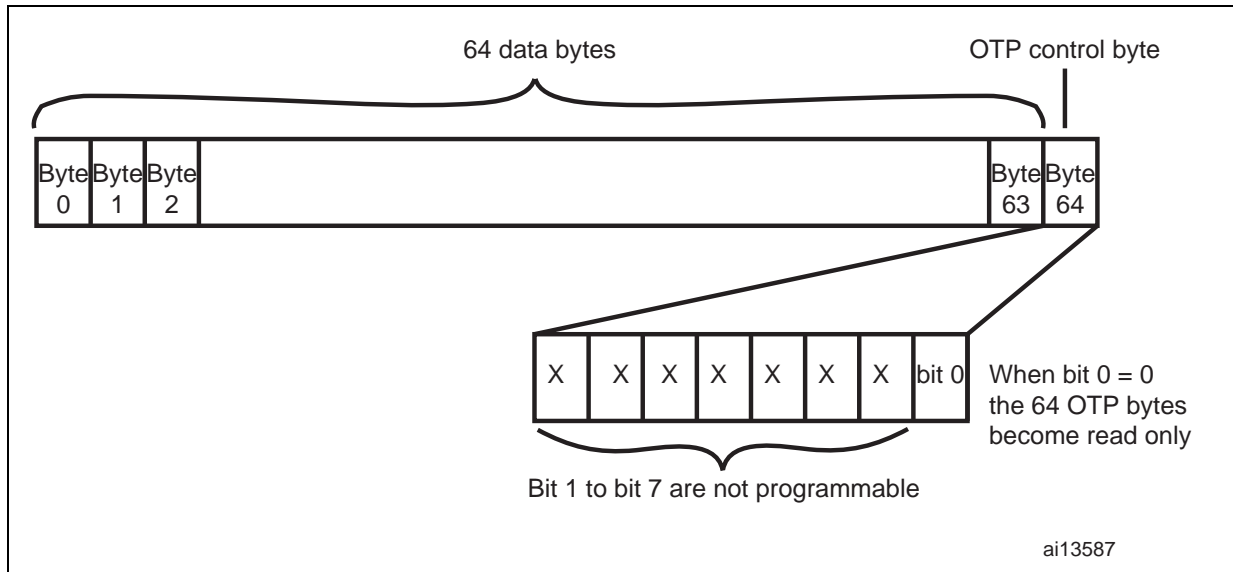 64 data bytes
OTP control byte
Byte Byte Byte Byte Byte
0 1 2 63 64
X X X X X X X bit 0
When bit 0 = 0
the 64 OTP bytes
become read only
Bit 1 to bit 7 are not programmable
ai13587